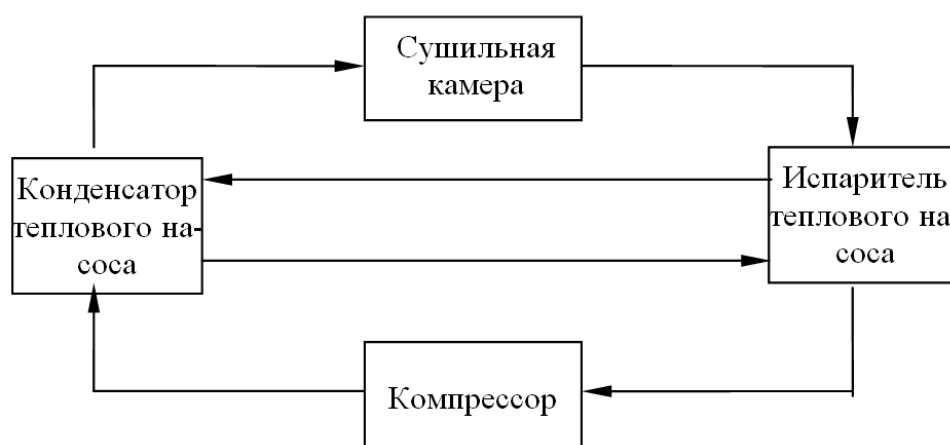 Сушильная
камера
Конденсатор
теплового на-
соса
Испаритель
теплового на
соса
Компрессор